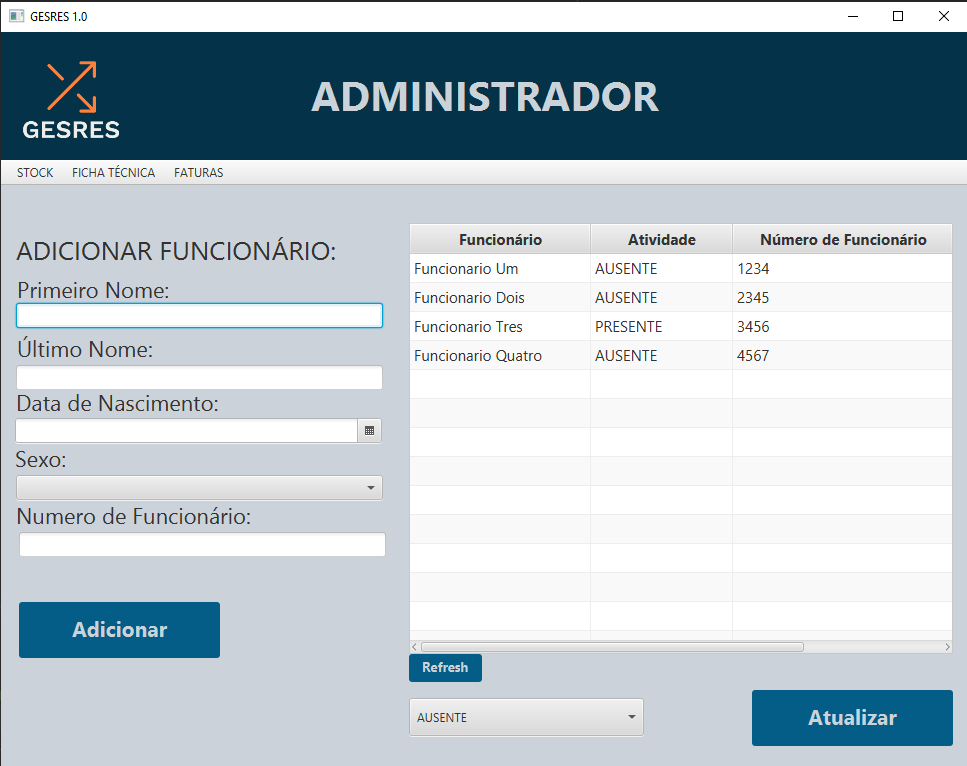 GESRES 1.0
GESRES
ADMINISTRADOR
STOCK FICHA TÉCNICA FATURAS
ADICIONAR FUNCIONÁRIO:
Primeiro Nome:
Último Nome:
Data de Nascimento:
Sexo:
Numero de Funcionário:
Adicionar
Funcionário Atividade Número de Funcionário
Funcionario Um AUSENTE 1234
Funcionario Dois AUSENTE 2345
Funcionario Tres PRESENTE 3456
Funcionario Quatro AUSENTE 4567
Refresh
AUSENTE
Atualizar